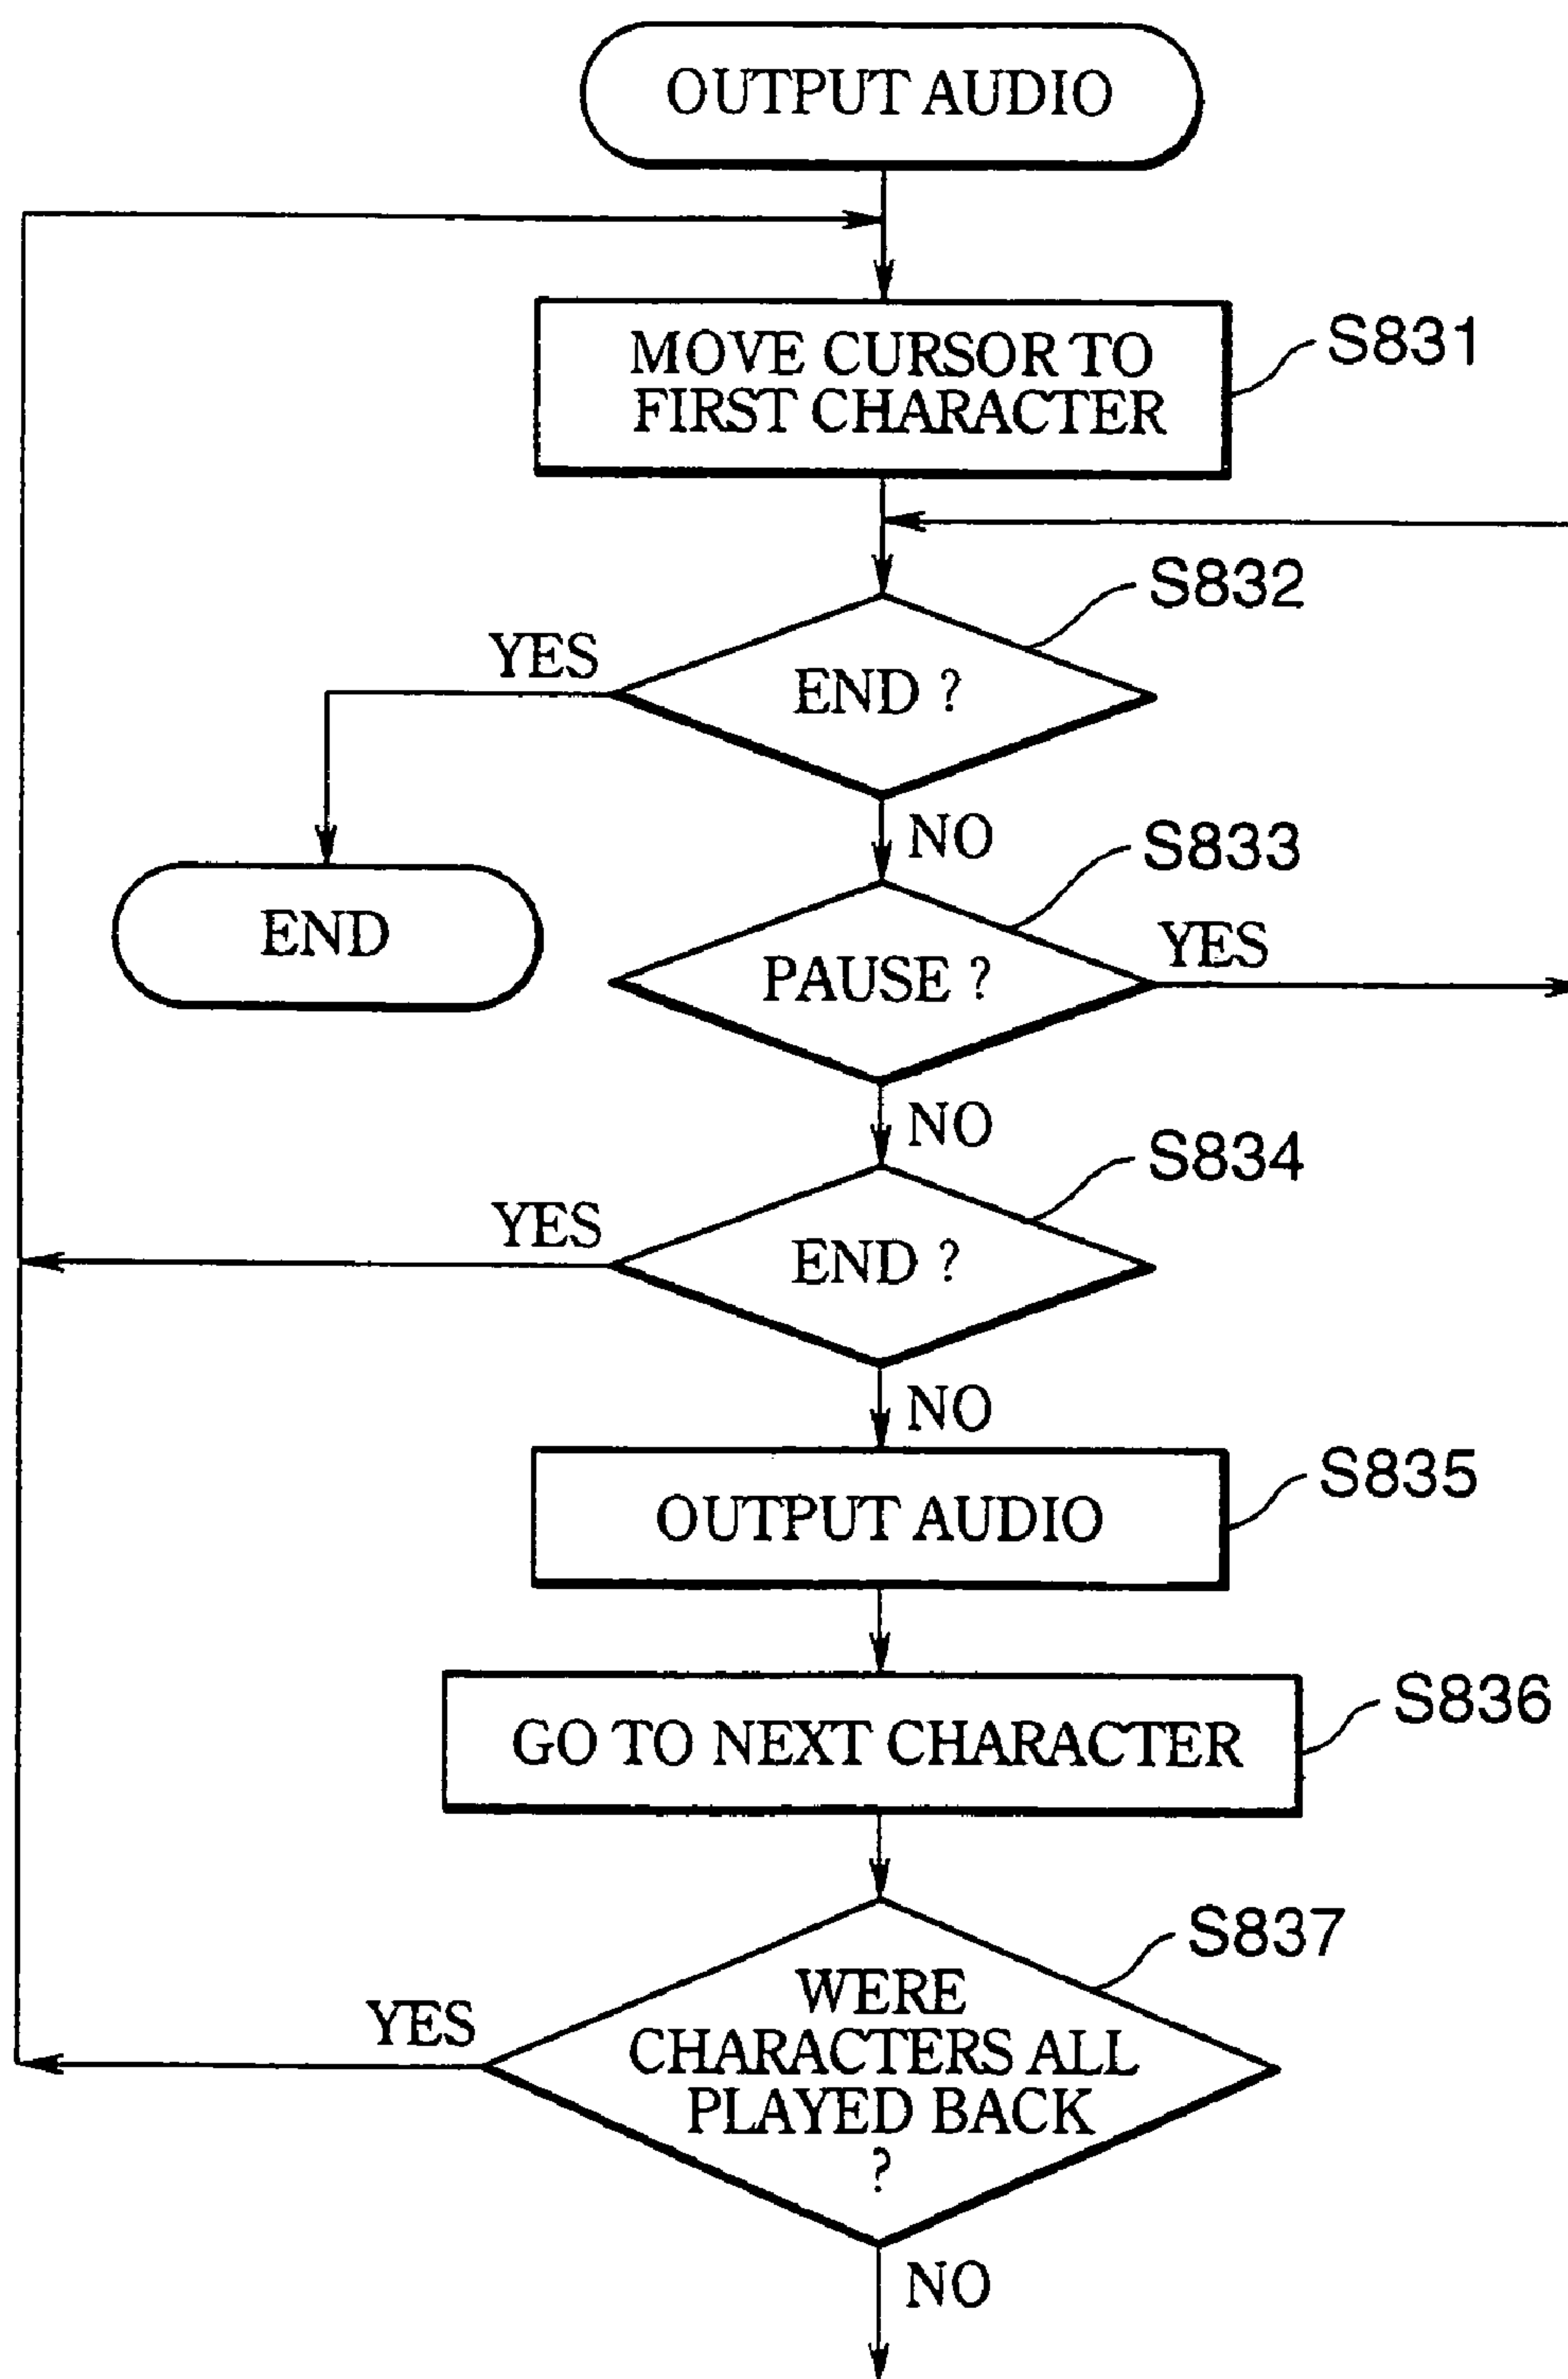 OUTPUT AUDIO
MOVE CURSOR TO
FIRST CHARACTER
S831
S832
YES
END ?
NO
S833
END
PAUSE ?
YES
NO
S834
YES
END ?
NO
OUTPUT AUDIO
S835
GO TO NEXT CHARACTER
S836
S837
WERE
YES
CHARACTERS ALL
PLAYED BACK
?
NO